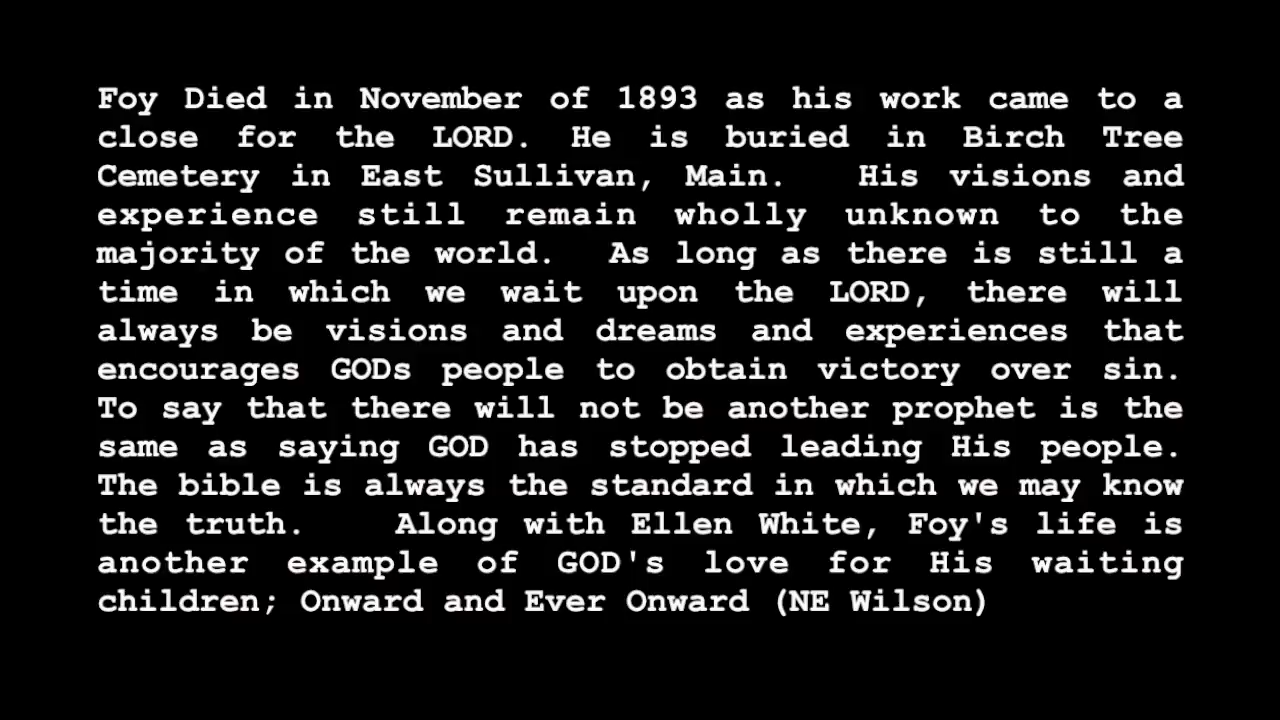 Foy Died in November of 1893 as his work came to a
close for the LORD. He is buried in Birch Tree
Cemetery in East Sullivan, Main. His visions and
experience still remain wholly unknown to the
majority of the world. As long as there is still a
time in which we wait upon the LORD, there will
always be visions and dreams and experiences that
encourages GODs people to obtain victory over sin.
To say that there will not be another prophet is the
same as saying GOD has stopped leading His people.
The bible is always the standard in which we may know
the truth. Along with Ellen White, Foy's life is
another example of GOD's love for His waiting
children; Onward and Ever Onward (NE Wilson)